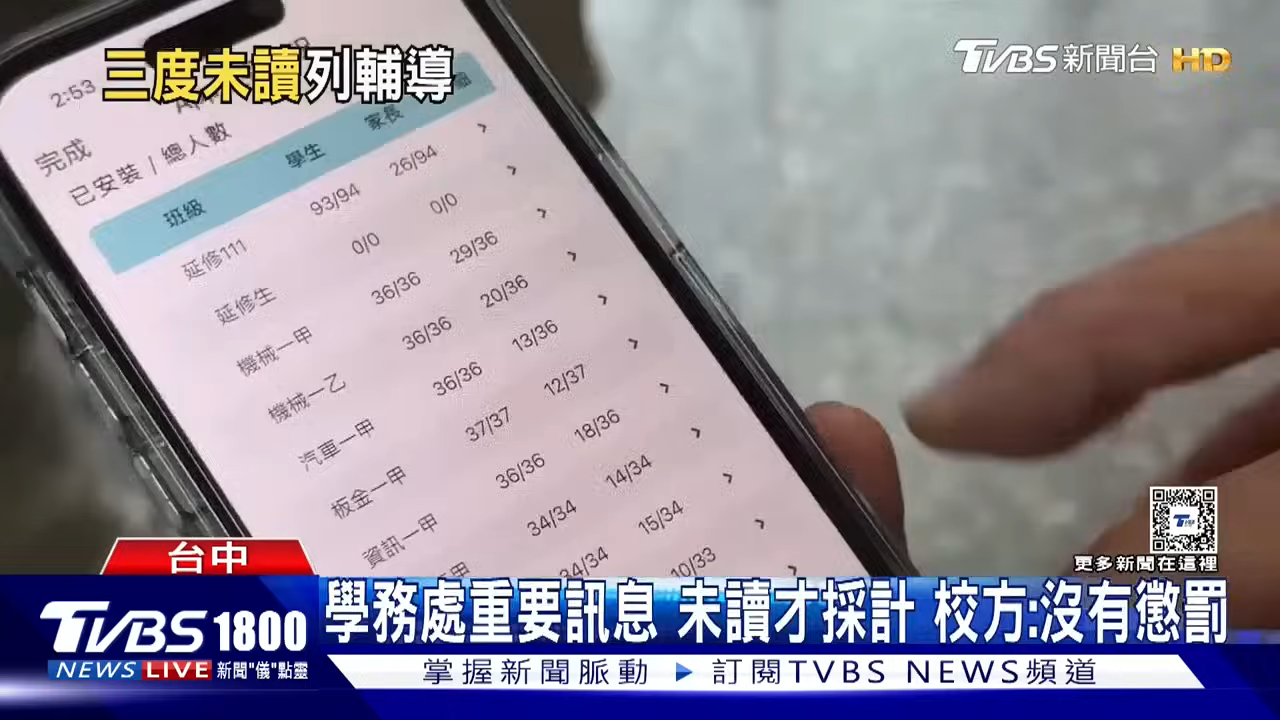 三度未讀列輔導
TVBS新聞台 HD
2:53
完成
已安裝 / 總人數
班級 學生 家長
延修111 93/94 26/94
延修生 0/0 0/0
機械一甲 36/36 29/36
機械一乙 36/36 20/36
汽車一甲 36/36 13/36
板金一甲 37/37 12/37
資訊一甲 36/36 18/36
甲 34/34 14/34
34/34 15/34
10/33
更多新聞在這裡
台中
TVBS 1800
NEWS LIVE 新聞"儀"點靈
學務處重要訊息 未讀才採計 校方:沒有懲罰
掌握新聞脈動 ▶ 訂閱TVBS NEWS頻道